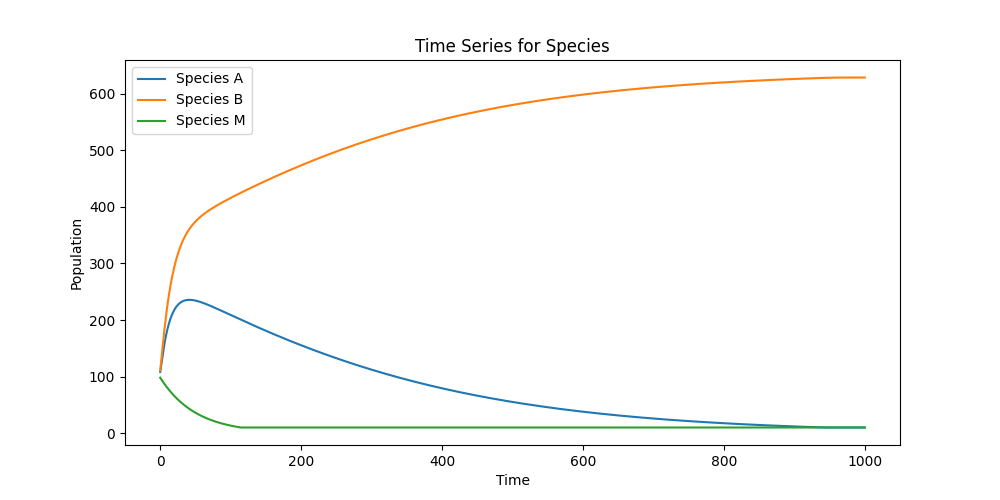 Time Series for Species
Species A
Species B
Species M
Population
600
500
400
300
200
100
0
0 200 400 600 800 1000
Time